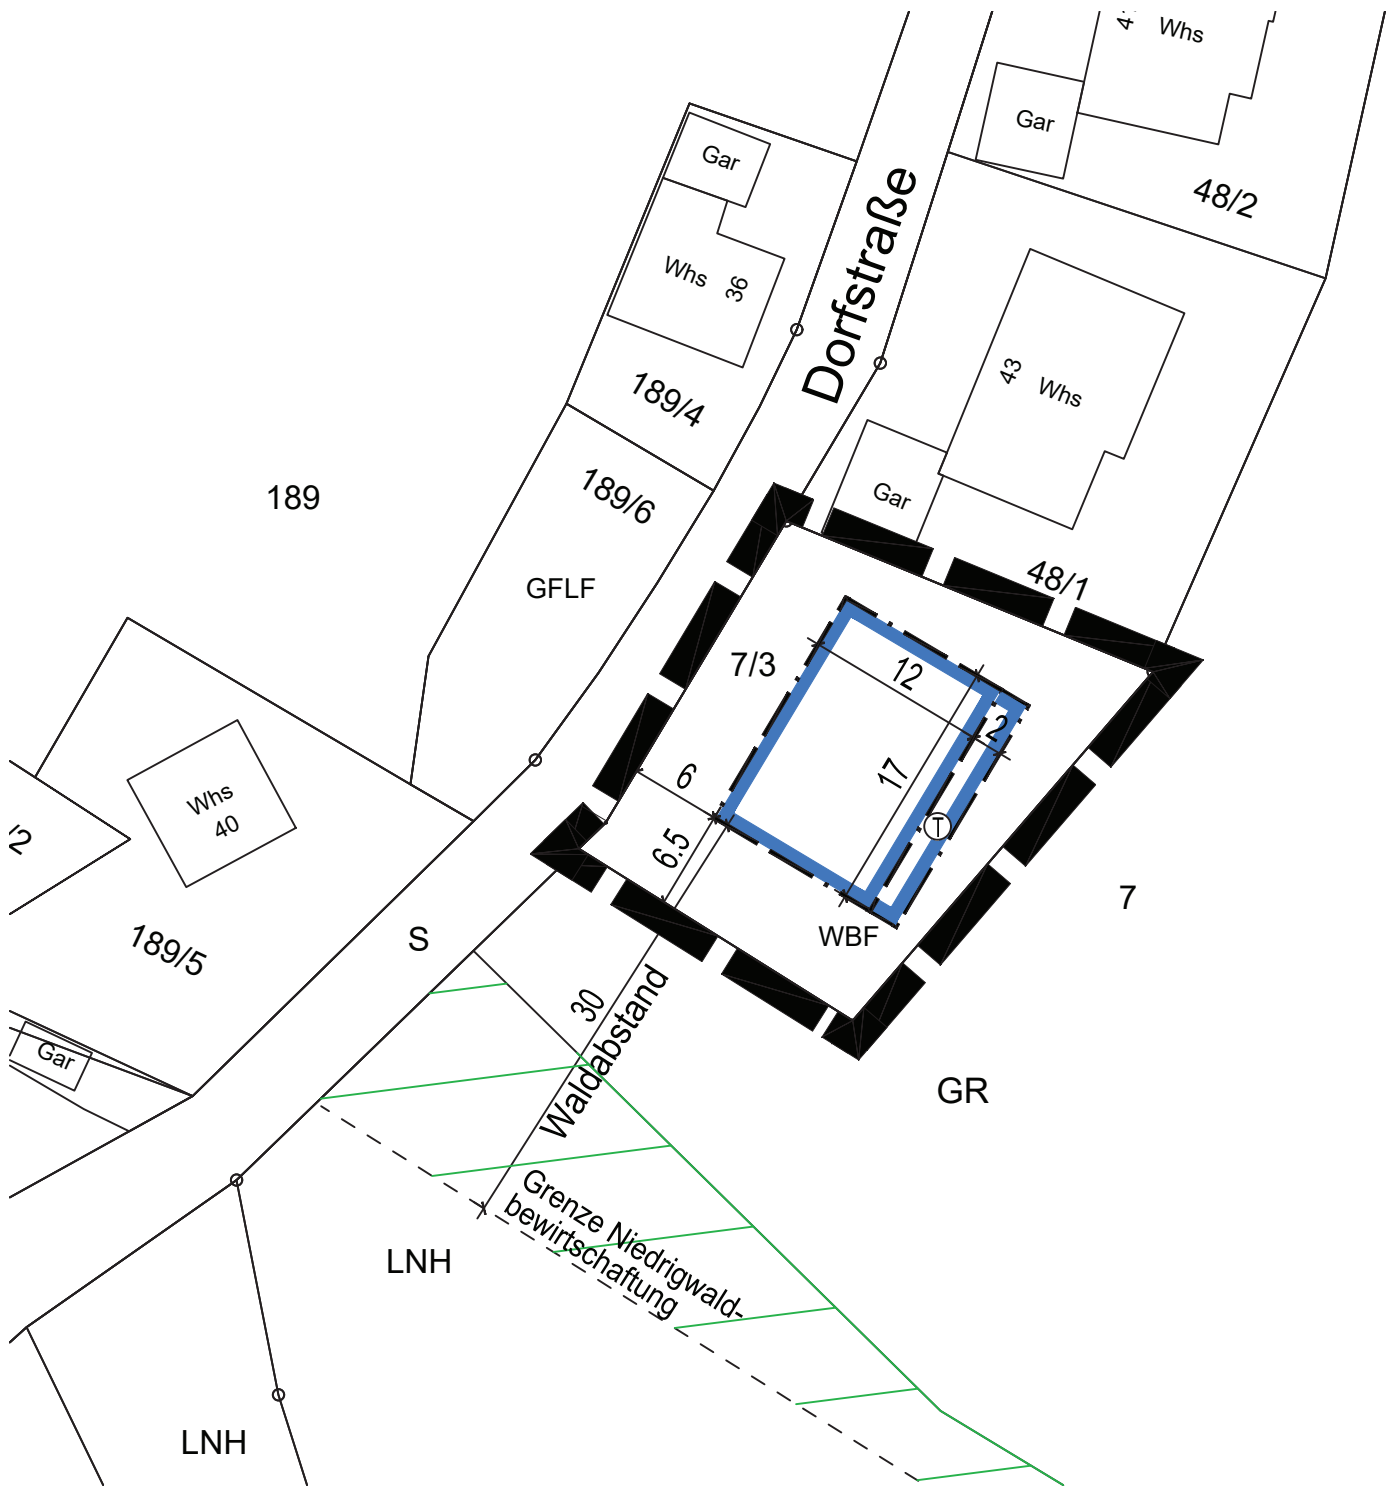 Whs
Gar
48/2
Gar
Whs
36
Dorfstraße
43
Whs
189/4
189/6
189
Gar
GFLF
48/1
7/3
12
2
17
6
6.5
T
Whs
40
/2
7
WBF
189/5
S
30
Waldabstand
Gar
GR
Grenze Niedrigwald-
bewirtschaftung
LNH
LNH